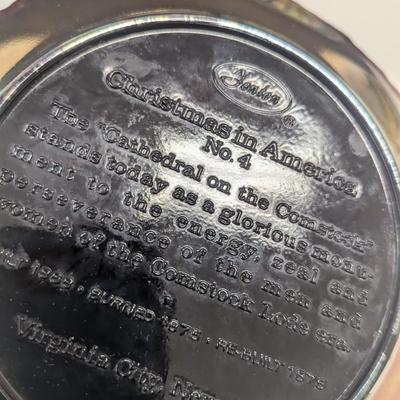 Fenton ®
Christmas in America
No. 4
The "Cathedral on the Comstock"
stands today as a glorious monu-
ment to the energy, zeal and
perseverance of the men and
women of the Comstock Lode era.
• BURNED 1875 • RE-BUILT 1876
Virginia City,